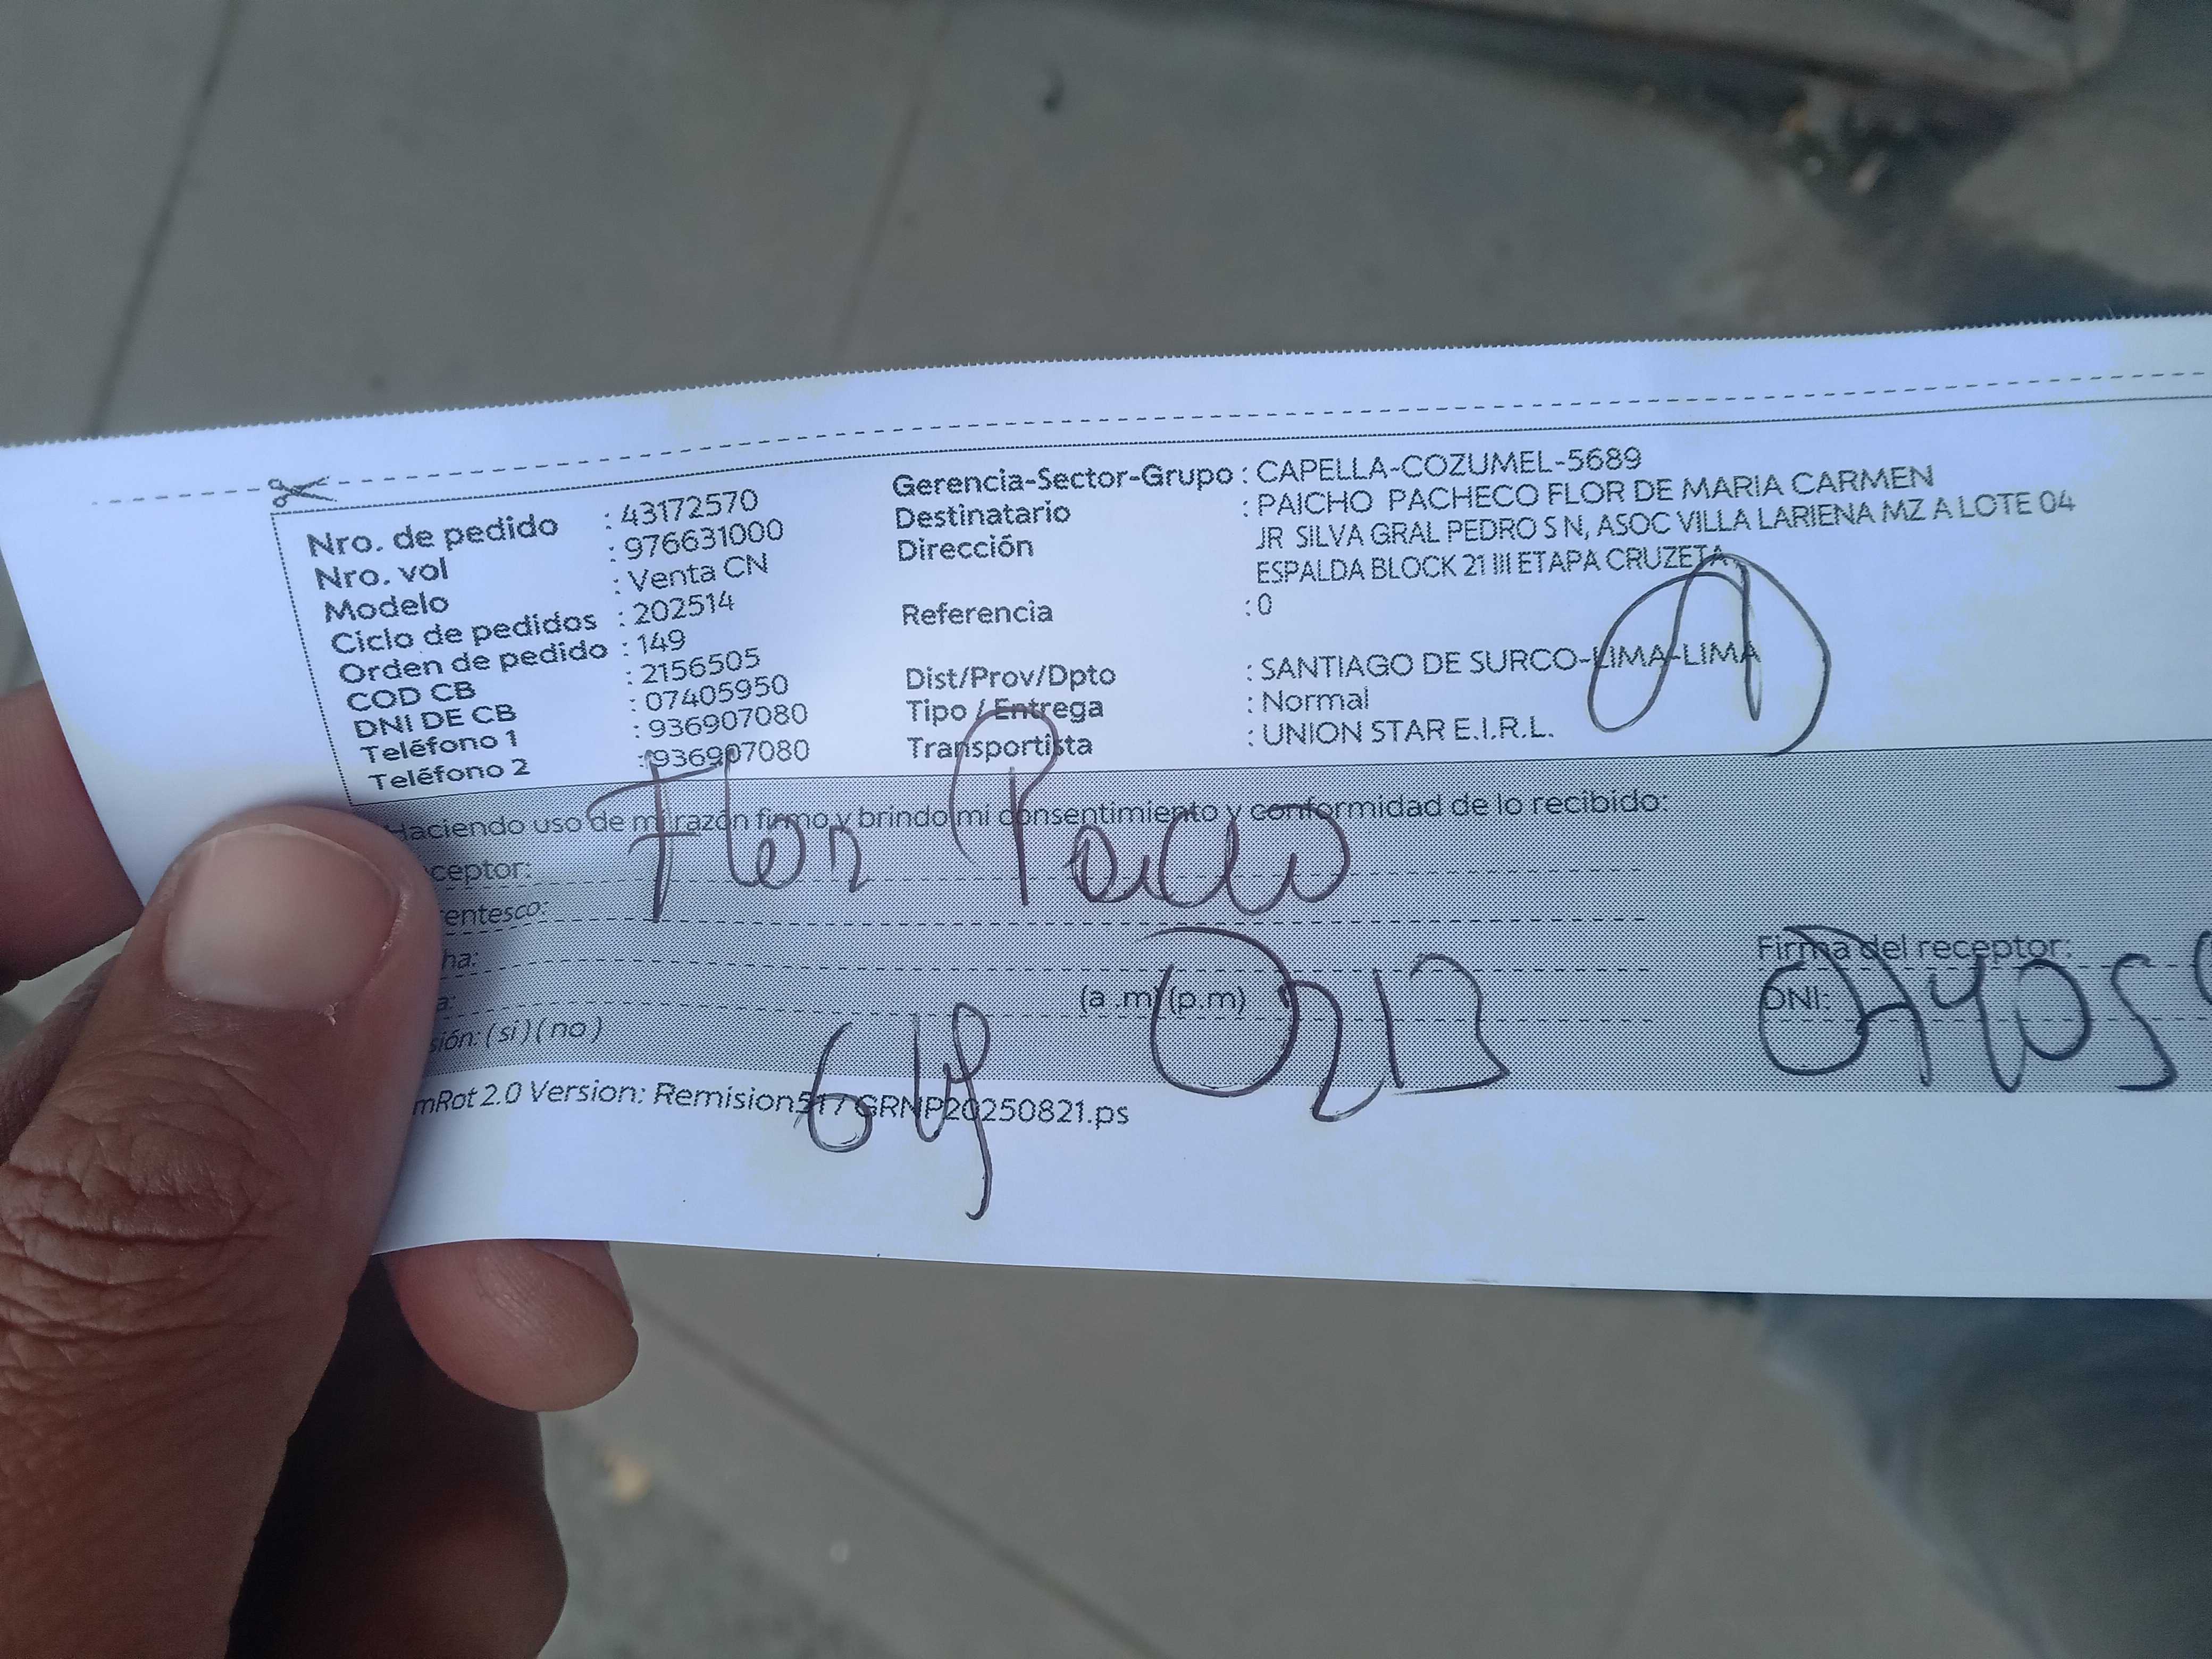 Nro. de pedido : 43172570
Nro. vol : 976631000
Modelo : Venta CN
Ciclo de pedidos : 202514
Orden de pedido : 149
COD CB : 2156505
DNI DE CB : 07405950
Teléfono 1 : 936907080
Teléfono 2 : 936907080
Gerencia-Sector-Grupo : CAPELLA-COZUMEL-5689
Destinatario : PAICHO PACHECO FLOR DE MARIA CARMEN
Dirección JR SILVA GRAL PEDRO S N, ASOC VILLA LARIENA MZ A LOTE 04
ESPALDA BLOCK 21 III ETAPA CRUZETA
Referencia : 0
Dist/Prov/Dpto : SANTIAGO DE SURCO-LIMA-LIMA
Tipo / Entrega : Normal
Transportista : UNION STAR E.I.R.L.
Haciendo uso de mi razón firmo y brindo mi consentimiento y conformidad de lo recibido:
ceptor: Flor
entesco:
ha:
a: (a .m) (p.m)
sión: (si) (no)
Firma del receptor:
DNI: 07405
mRot 2.0 Version: Remision517 GRNP20250821.ps